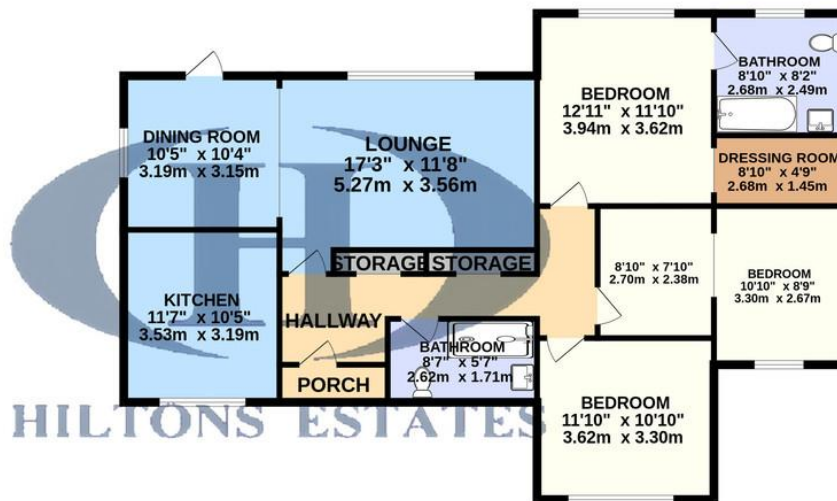 BATHROOM
8'10" x 8'2"
2.68m x 2.49m
BEDROOM
12'11" x 11'10"
3.94m x 3.62m
DINING ROOM
10'5" x 10'4"
3.19m x 3.15m
LOUNGE
17'3" x 11'8"
5.27m x 3.56m
DRESSING ROOM
8'10" x 4'9"
2.68m x 1.45m
STORAGE
STORAGE
8'10" x 7'10"
2.70m x 2.38m
BEDROOM
10'10" x 8'9"
3.30m x 2.67m
KITCHEN
11'7" x 10'5"
3.53m x 3.19m
HALLWAY
BATHROOM
8'7" x 5'7"
2.62m x 1.71m
PORCH
BEDROOM
11'10" x 10'10"
3.62m x 3.30m
HILTONS ESTATES